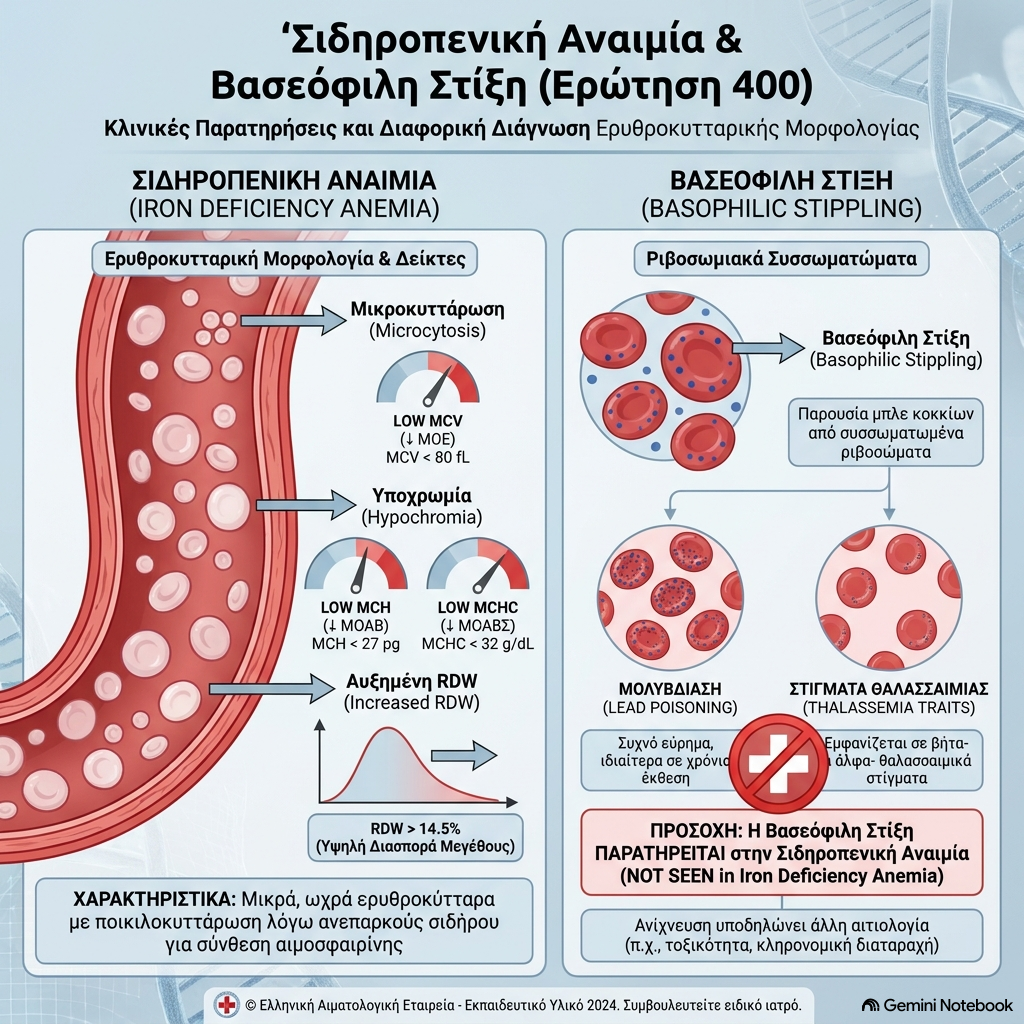 ‘Σιδηροπενική Αναιμία &
Βασεόφιλη Στίξη (Ερώτηση 400)
Κλινικές Παρατηρήσεις και Διαφορική Διάγνωση Ερυθροκυτταρικής Μορφολογίας
ΣΙΔΗΡΟΠΕΝΙΚΗ ΑΝΑΙΜΙΑ
(IRON DEFICIENCY ANEMIA)
Ερυθροκυτταρική Μορφολογία & Δείκτες
Μικροκυττάρωση
(Microcytosis)
LOW MCV
(↓ ΜΟΕ)
MCV < 80 fL
Υποχρωμία
(Hypochromia)
LOW MCH
(↓ ΜΟΑΒ)
MCH < 27 pg
LOW MCHC
(↓ ΜΟΑΒΣ)
MCHC < 32 g/dL
Αυξημένη RDW
(Increased RDW)
RDW > 14.5%
(Υψηλή Διασπορά Μεγέθους)
ΧΑΡΑΚΤΗΡΙΣΤΙΚΑ: Μικρά, ωχρά ερυθροκύτταρα
με ποικιλοκυττάρωση λόγω ανεπαρκούς σιδήρου
για σύνθεση αιμοσφαιρίνης
ΒΑΣΕΟΦΙΛΗ ΣΤΙΞΗ
(BASOPHILIC STIPPLING)
Ριβοσωμιακά Συσσωματώματα
Βασεόφιλη Στίξη
(Basophilic Stippling)
Παρουσία μπλε κοκκίων
από συσσωματωμένα
ριβοσώματα
ΜΟΛΥΒΔΙΑΣΗ
(LEAD POISONING)
Συχνό εύρημα,
ιδιαίτερα σε χρόνια
έκθεση
ΣΤΙΓΜΑΤΑ ΘΑΛΑΣΣΑΙΜΙΑΣ
(THALASSEMIA TRAITS)
Εμφανίζεται σε βήτα-
άλφα- θαλασσαιμικά
στίγματα
ΠΡΟΣΟΧΗ: Η Βασεόφιλη Στίξη
ΠΑΡΑΤΗΡΕΙΤΑΙ στην Σιδηροπενική Αναιμία
(NOT SEEN in Iron Deficiency Anemia)
Ανίχνευση υποδηλώνει άλλη αιτιολογία
(π.χ., τοξικότητα, κληρονομική διαταραχή)
© Ελληνική Αιματολογική Εταιρεία - Εκπαιδευτικό Υλικό 2024. Συμβουλευτείτε ειδικό ιατρό.
Gemini Notebook